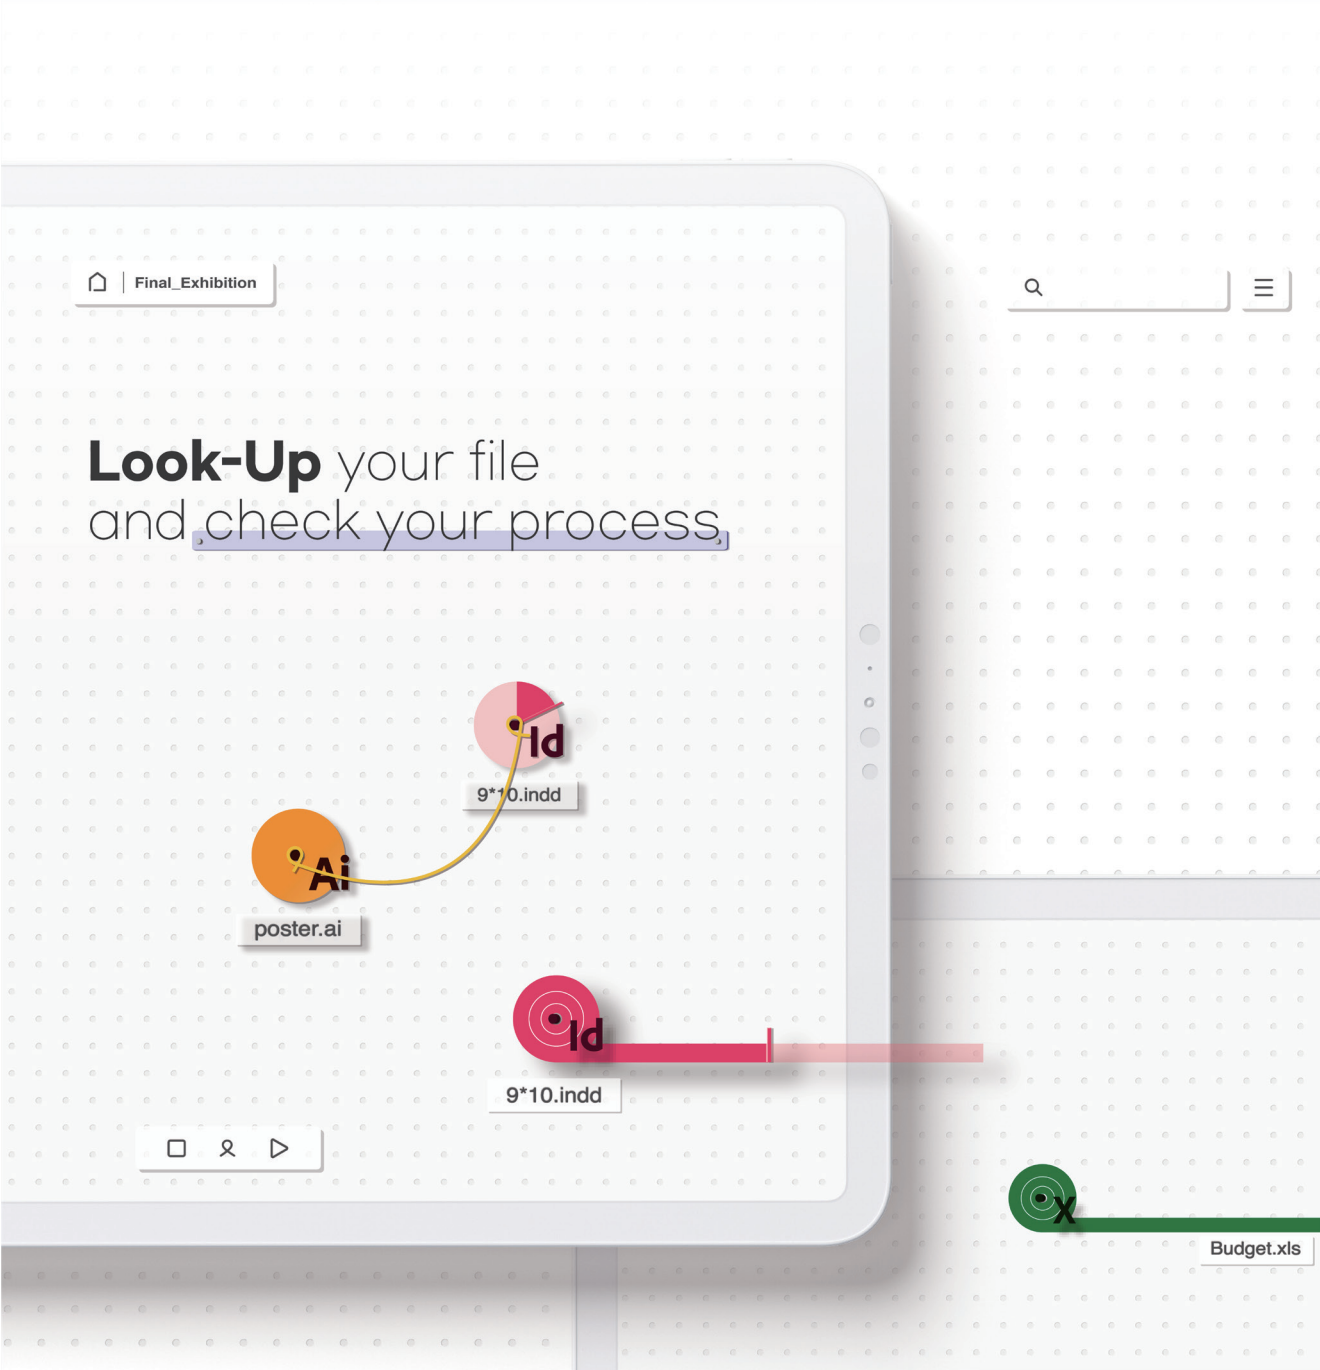 Final_Exhibition
Look-Up your file
and check your process
Id
9*10.indd
Ai
poster.ai
Id
9*10.indd
X
Budget.xls